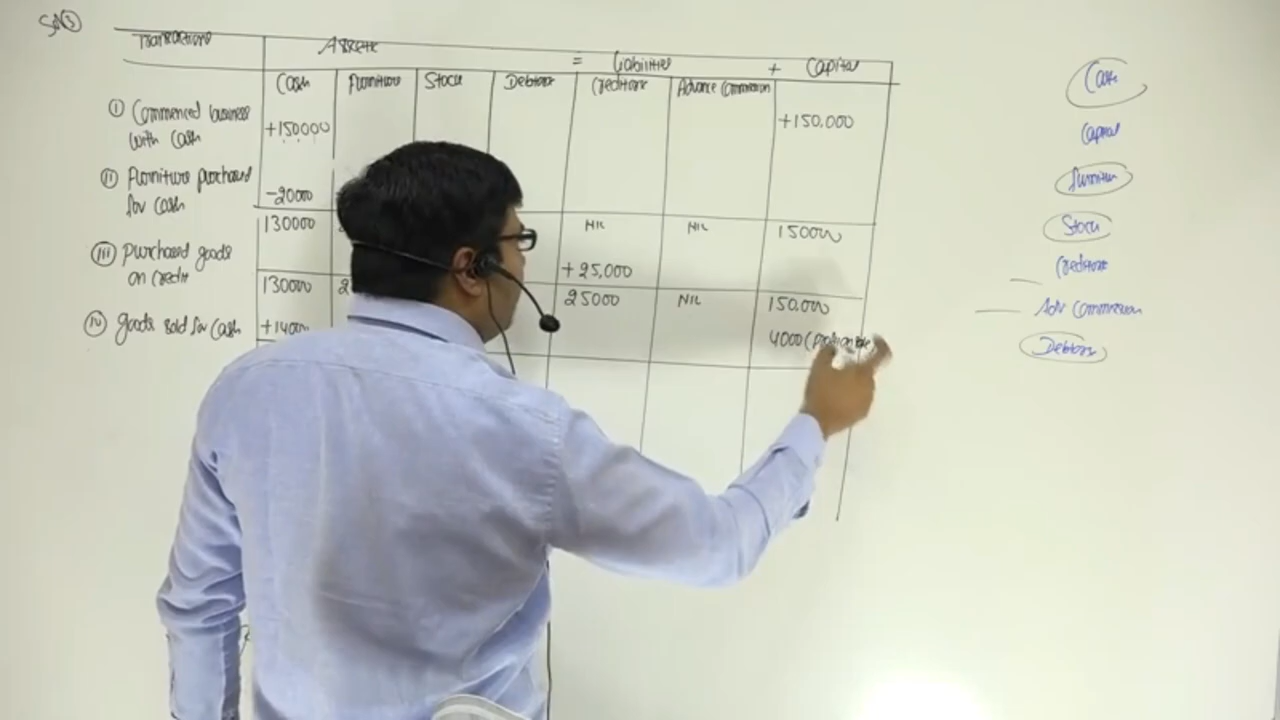 Transactions
Assets = Liabilities + Capital
Cash Furniture Stock Debtors Creditors Advance Commission
① Commenced business
with cash
+150000 +150,000
② Furniture purchased
for cash
-20000
130000 NIL NIL 150000
③ Purchased goods
on credit
+25,000
130000 2 25000 NIL 150,000
④ goods sold for cash
4000
Cash
Capital
Furniture
Stock
Creditors
Adv Commission
Debtors